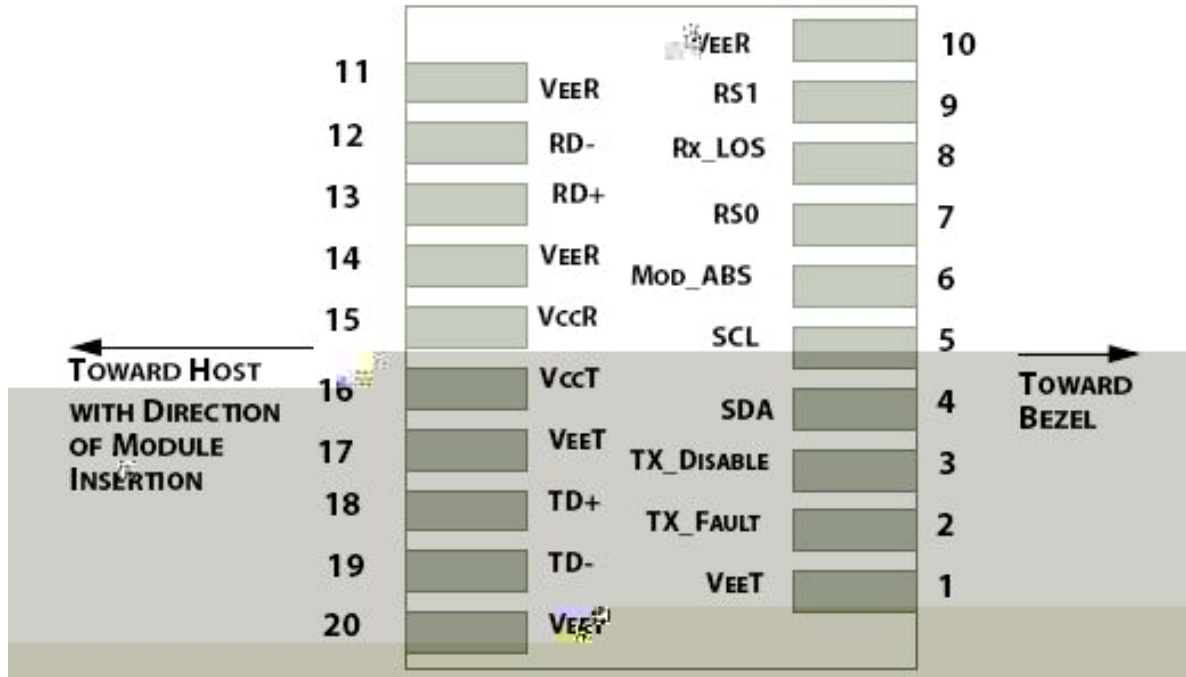 VEER 10
11 VEER
RS1 9
12 RD-
Rx_LOS 8
13 RD+
RS0 7
14 VEER
MOD_ABS 6
15 VCCR
SCL 5
TOWARD HOST
WITH DIRECTION
OF MODULE
INSERTION
TOWARD
BEZEL
16 VCCT
SDA 4
17 VEET
TX_DISABLE 3
18 TD+
TX_FAULT 2
19 TD-
VEET 1
20 VEET